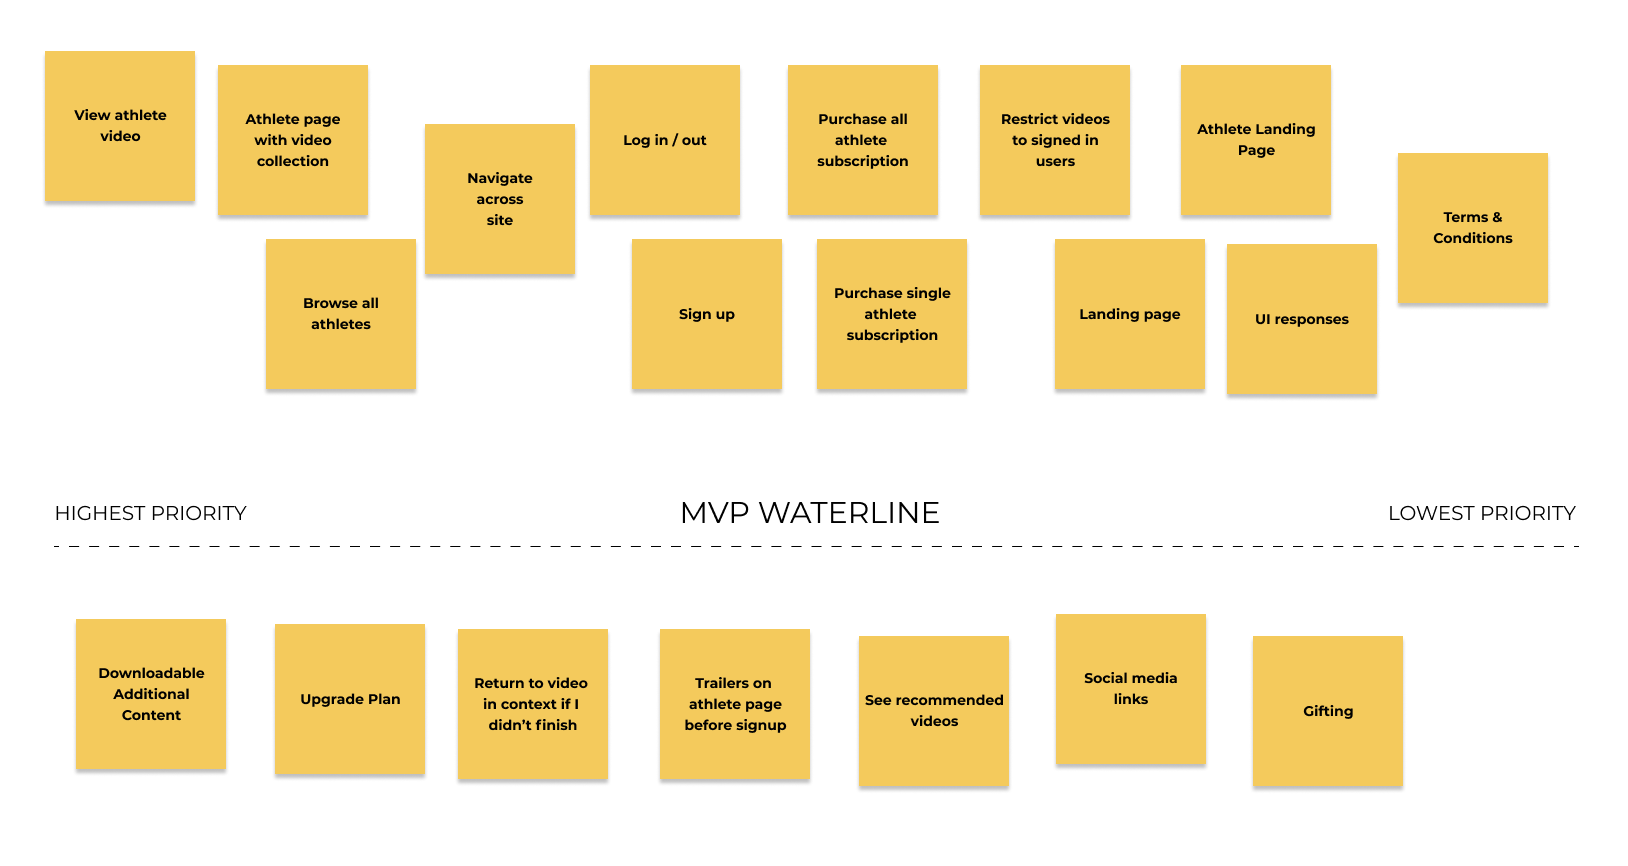 View athlete
video
Athlete page
with video
collection
Navigate
across
site
Log in / out
Purchase all
athlete
subscription
Restrict videos
to signed in
users
Athlete Landing
Page
Terms &
Conditions
Browse all
athletes
Sign up
Purchase single
athlete
subscription
Landing page
UI responses
HIGHEST PRIORITY
MVP WATERLINE
LOWEST PRIORITY
Downloadable
Additional
Content
Upgrade Plan
Return to video
in context if I
didn’t finish
Trailers on
athlete page
before signup
See recommended
videos
Social media
links
Gifting